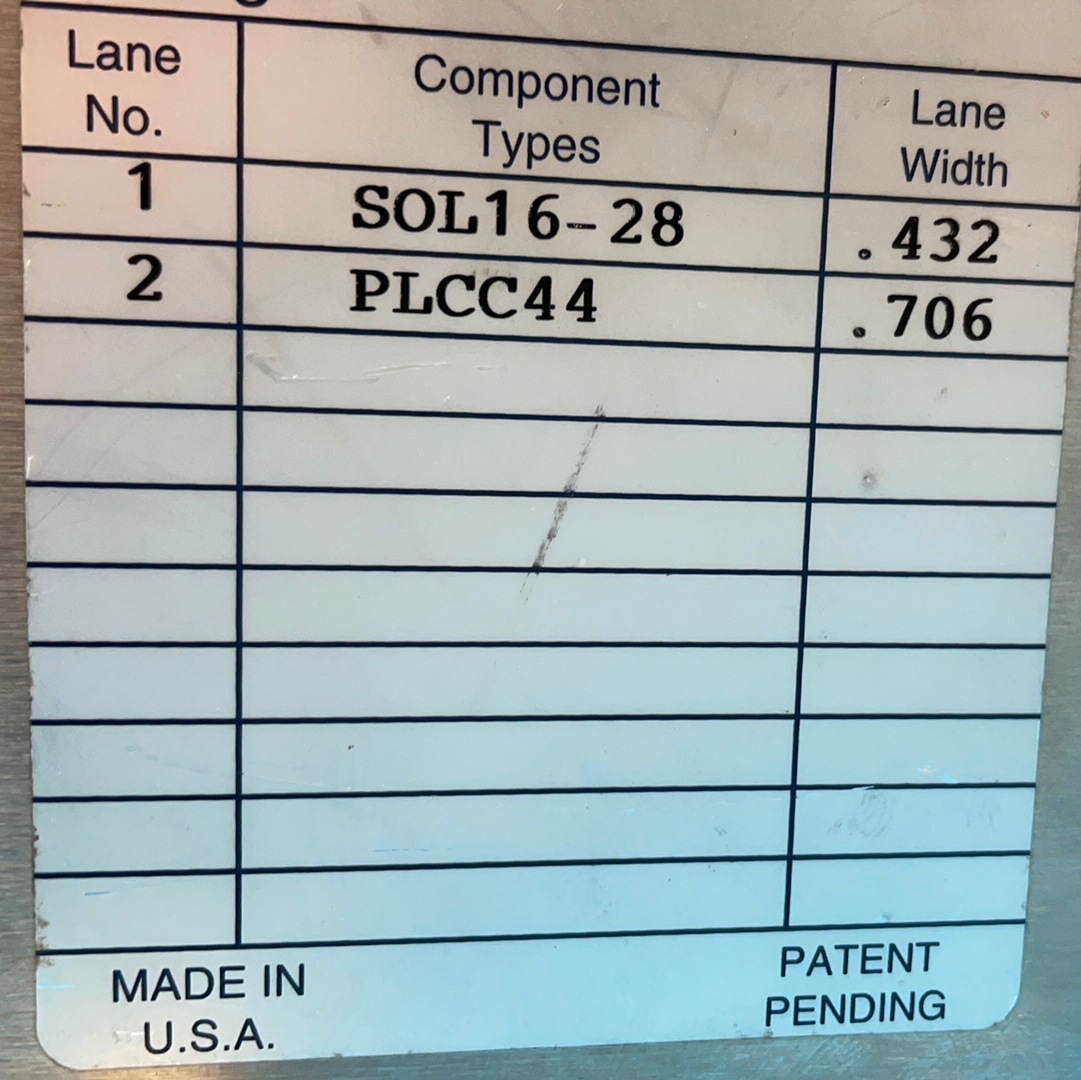 Lane No. Component Types Lane Width
1 SOL16-28 .432
2 PLCC44 .706
MADE IN U.S.A. PATENT PENDING